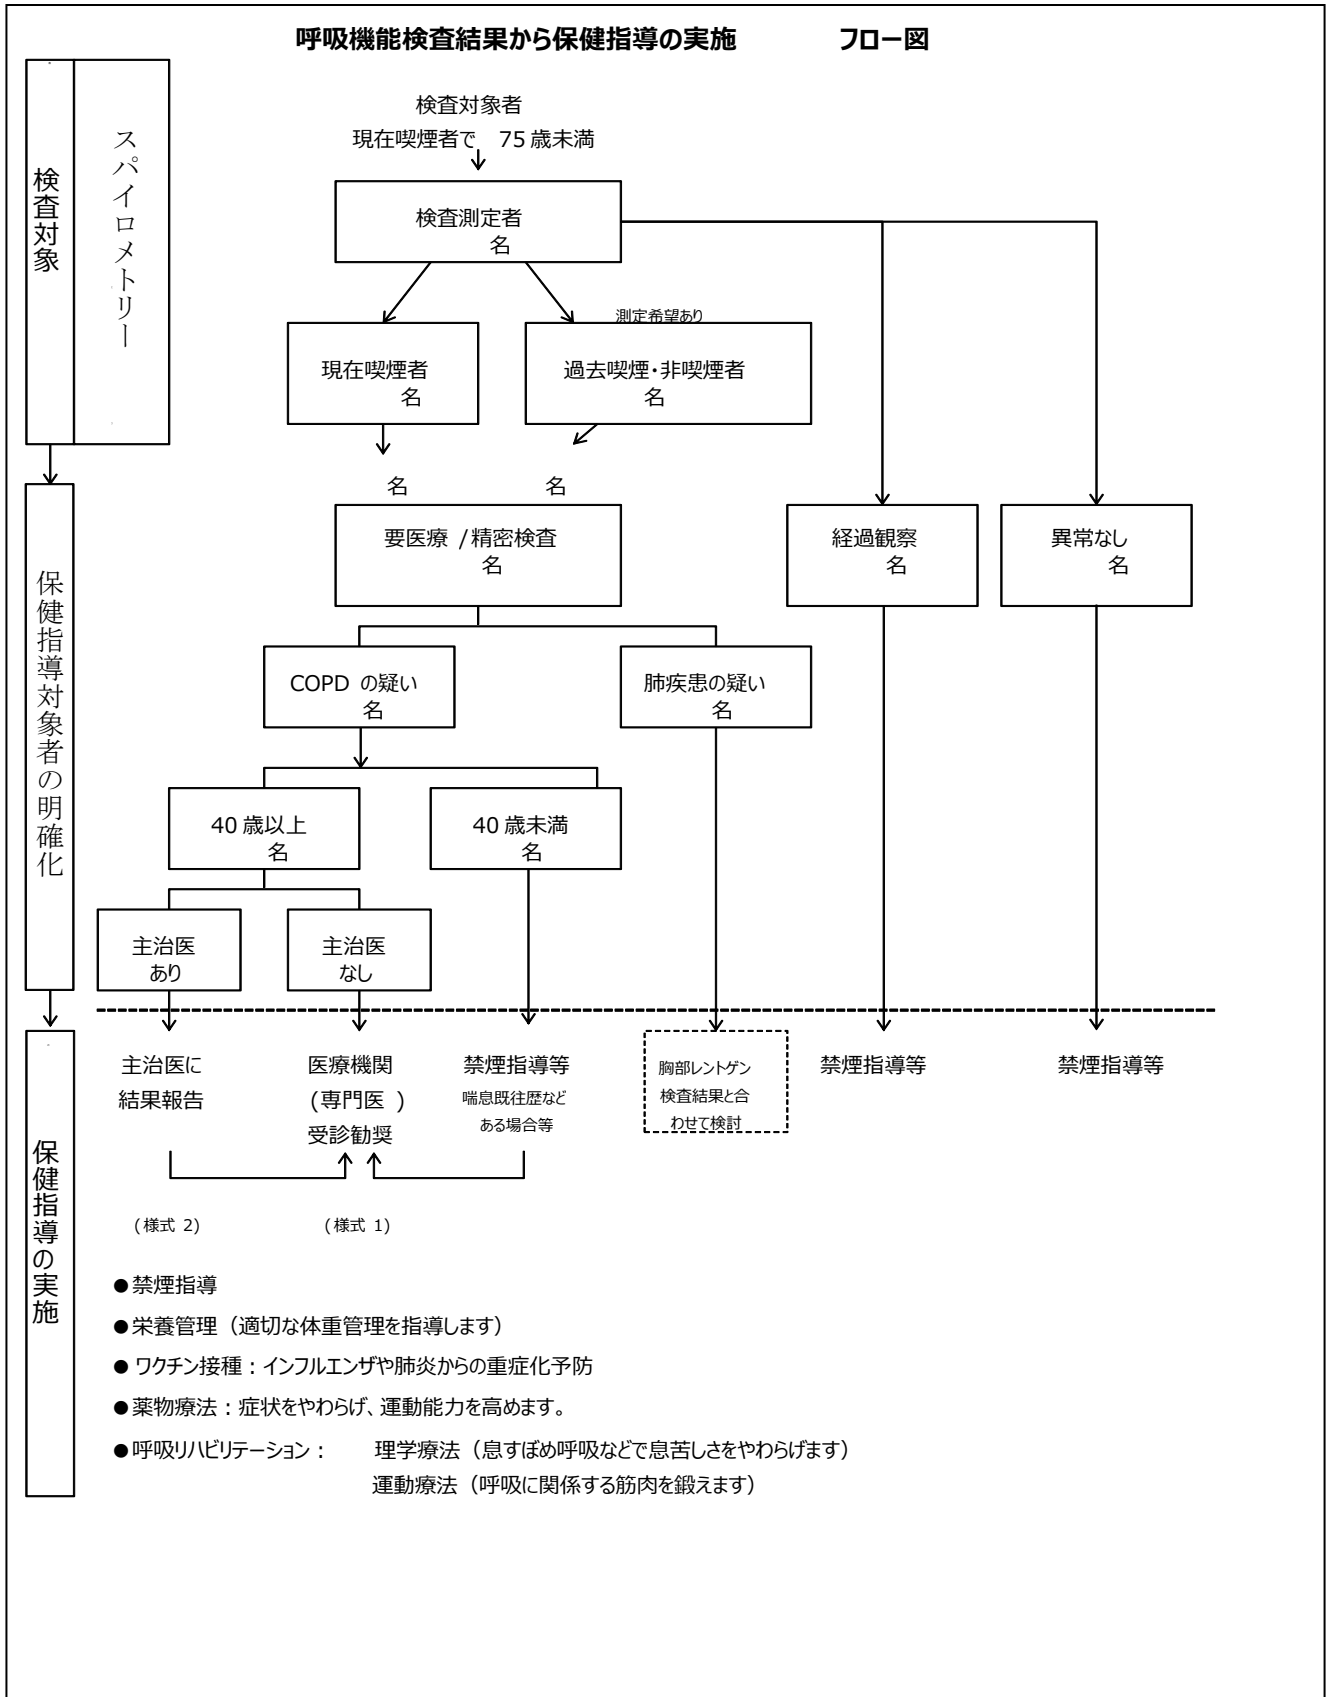 呼吸機能検査結果から保健指導の実施　フロー図
検査対象
スパイロメトリー
検査対象者
現在喫煙者で 75歳未満
検査測定者
名
測定希望あり
現在喫煙者
名
過去喫煙・非喫煙者
名
名
名
保健指導対象者の明確化
要医療 /精密検査
名
経過観察
名
異常なし
名
COPD の疑い
名
肺疾患の疑い
名
40歳以上
名
40歳未満
名
主治医
あり
主治医
なし
保健指導の実施
主治医に
結果報告
医療機関
(専門医 )
受診勧奨
禁煙指導等
喘息既往歴など
ある場合等
胸部レントゲン
検査結果と合
わせて検討
禁煙指導等
禁煙指導等
(様式 2)
(様式 1)
●禁煙指導
●栄養管理（適切な体重管理を指導します）
● ワクチン接種：インフルエンザや肺炎からの重症化予防
●薬物療法：症状をやわらげ、運動能力を高めます。
●呼吸リハビリテーション：　理学療法（息すぼめ呼吸などで息苦しさをやわらげます）
運動療法（呼吸に関係する筋肉を鍛えます）